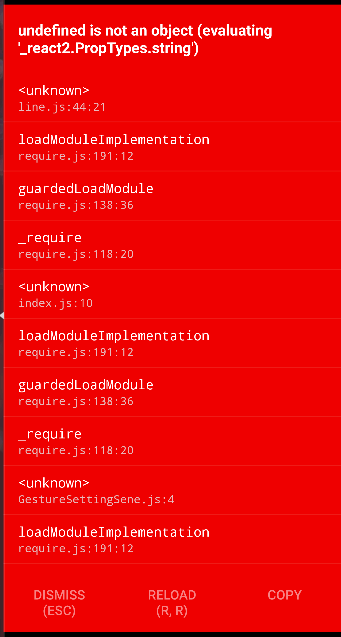 undefined is not an object (evaluating
'_react2.PropTypes.string')
<unknown>
line.js:44:21
loadModuleImplementation
require.js:191:12
guardedLoadModule
require.js:138:36
_require
require.js:118:20
<unknown>
index.js:10
loadModuleImplementation
require.js:191:12
guardedLoadModule
require.js:138:36
_require
require.js:118:20
<unknown>
GestureSettingSene.js:4
loadModuleImplementation
require.js:191:12
DISMISS
(ESC)
RELOAD
(R, R)
COPY